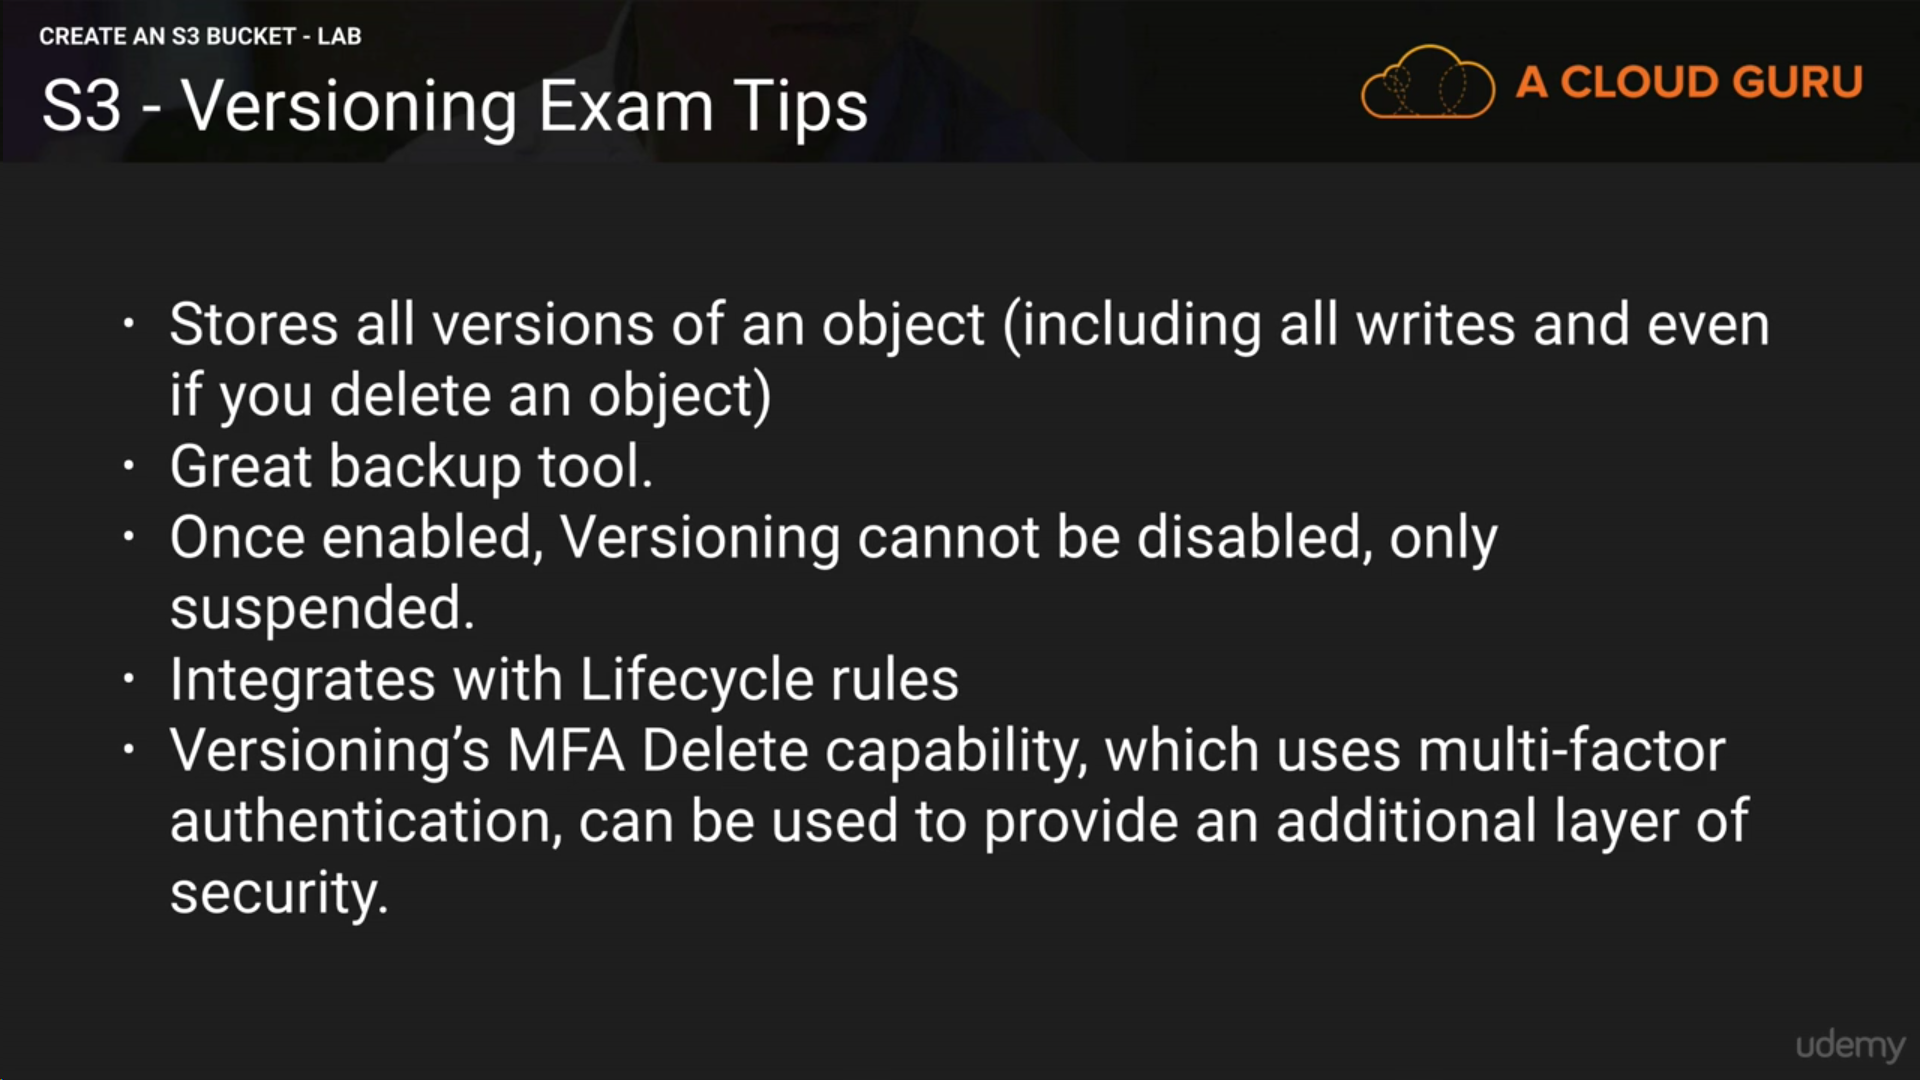 CREATE AN S3 BUCKET - LAB
S3 - Versioning Exam Tips
A CLOUD GURU
• Stores all versions of an object (including all writes and even
if you delete an object)
• Great backup tool.
• Once enabled, Versioning cannot be disabled, only
suspended.
• Integrates with Lifecycle rules
• Versioning’s MFA Delete capability, which uses multi-factor
authentication, can be used to provide an additional layer of
security.
udemy